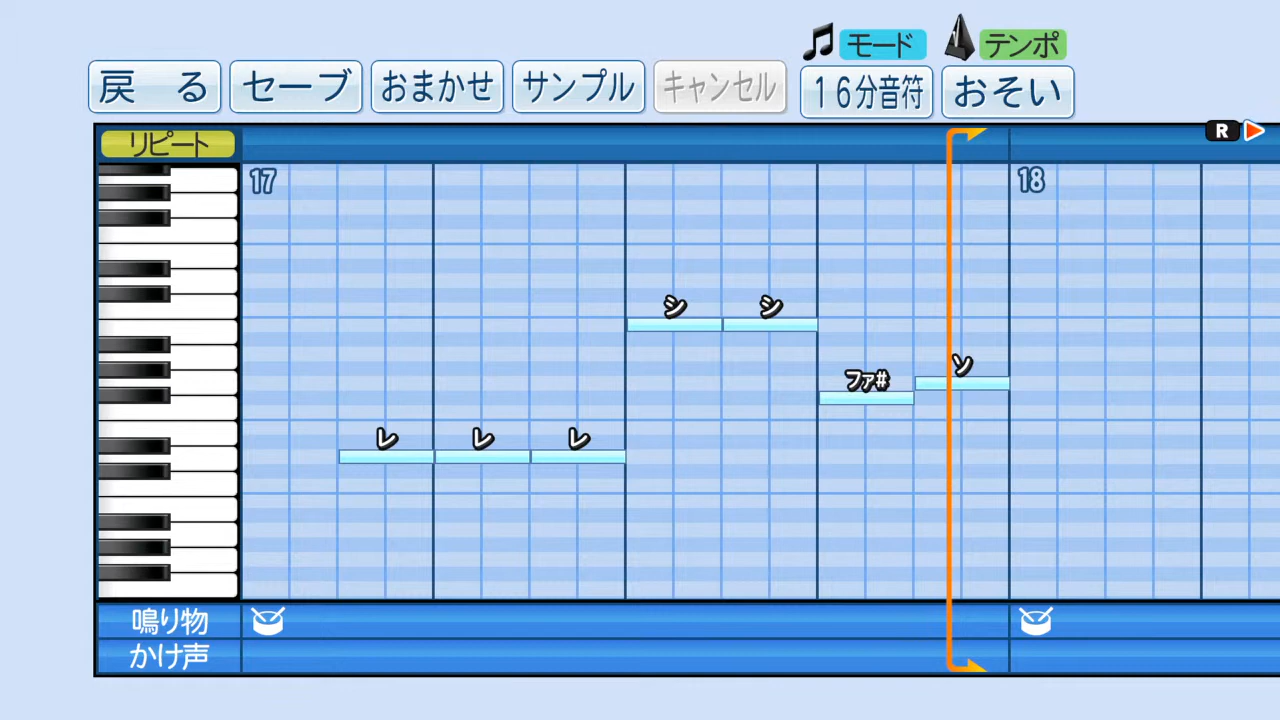 モード テンポ
戻る セーブ おまかせ サンプル キャンセル 16分音符 おそい
リピート R
17 18
シ シ
ソ
ファ#
レ レ レ
鳴り物
かけ声